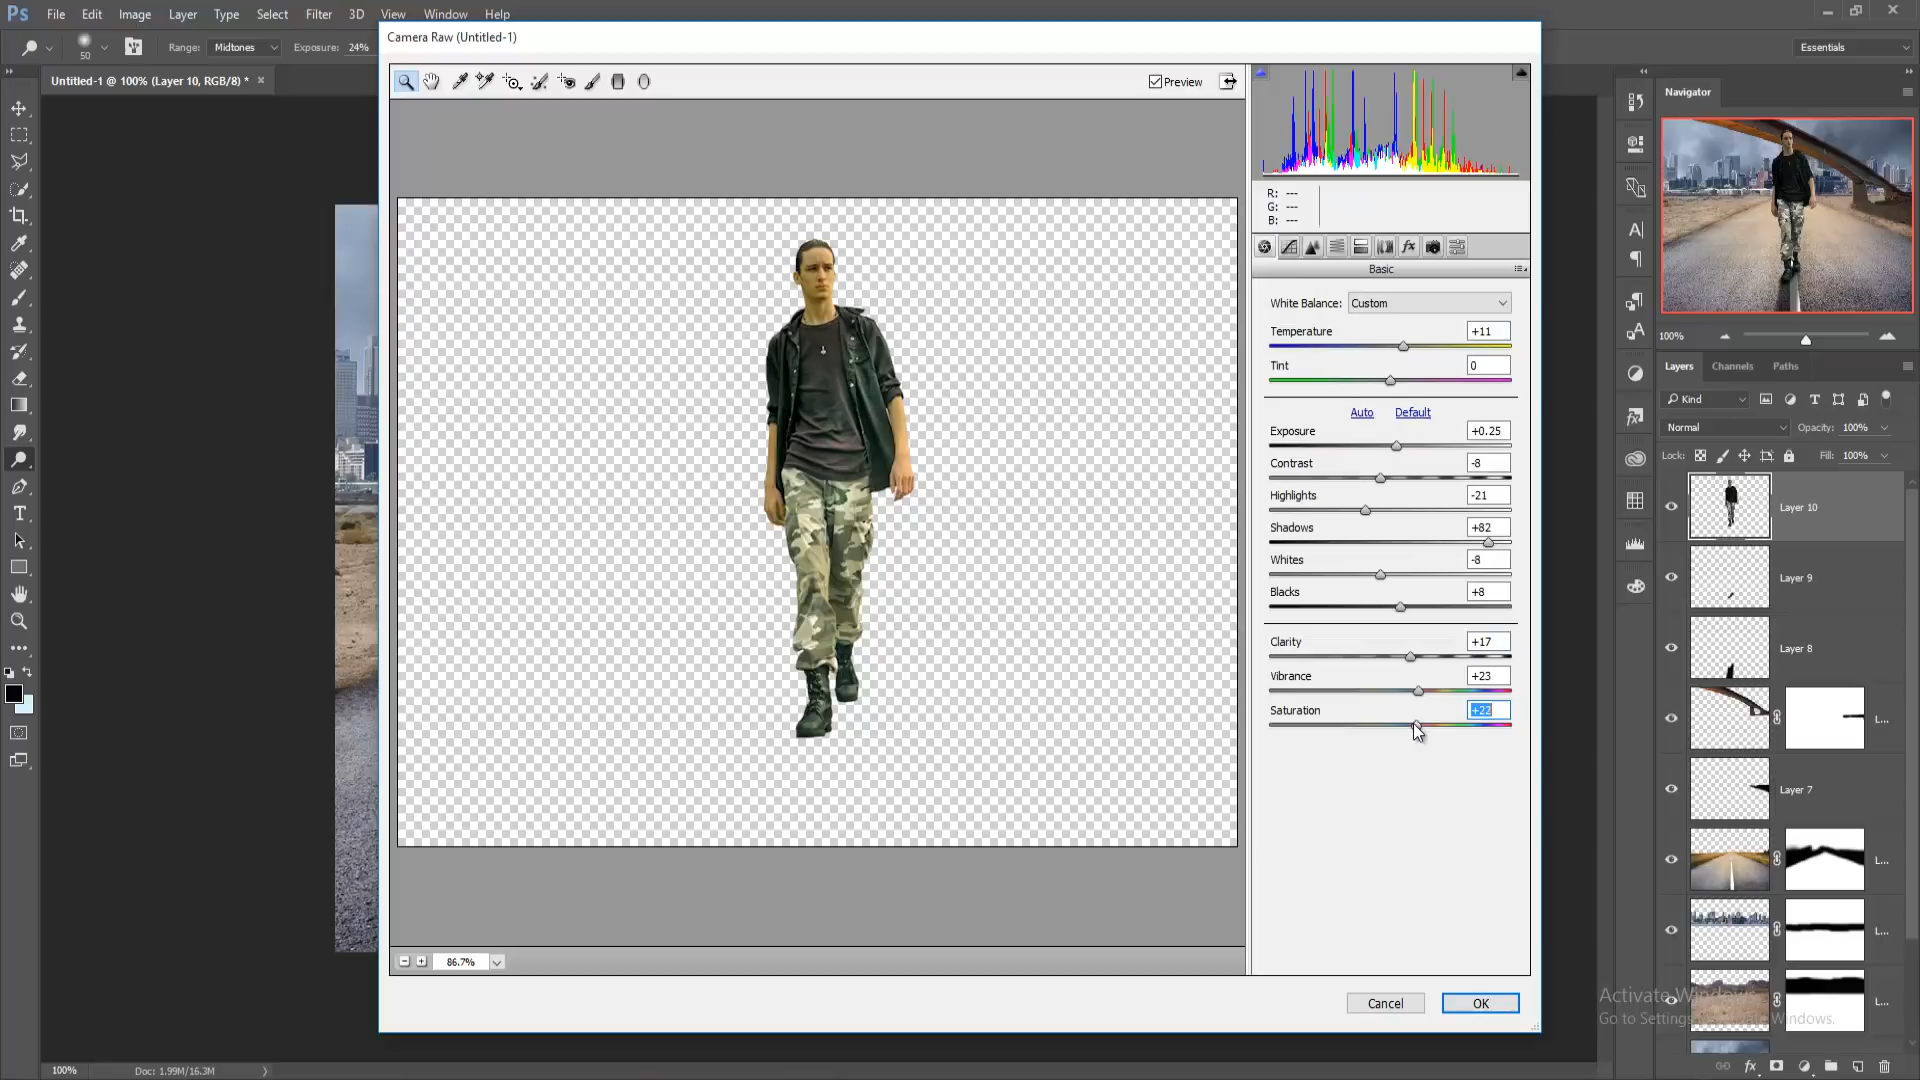 Ps File Edit Image Layer Type Select Filter 3D View Window Help
Camera Raw (Untitled-1)
50
Range: Midtones Exposure: 24%
Essentials
Untitled-1 @ 100% (Layer 10, RGB/8) * ×
Preview
Navigator
R: ---
G: ---
B: ---
Basic
White Balance: Custom
Temperature +11
Tint 0
Auto Default
Exposure +0.25
Contrast -8
Highlights -21
Shadows +82
Whites -8
Blacks +8
Clarity +17
Vibrance +23
Saturation +22
86.7%
Cancel OK
100%
Layers Channels Paths
Kind
Normal Opacity: 100%
Lock: Fill: 100%
Layer 10
Layer 9
Layer 8
L...
Layer 7
L...
L...
L...
Activate Windows
Go to Settings to activate Windows.
100% Doc: 1.99M/16.3M